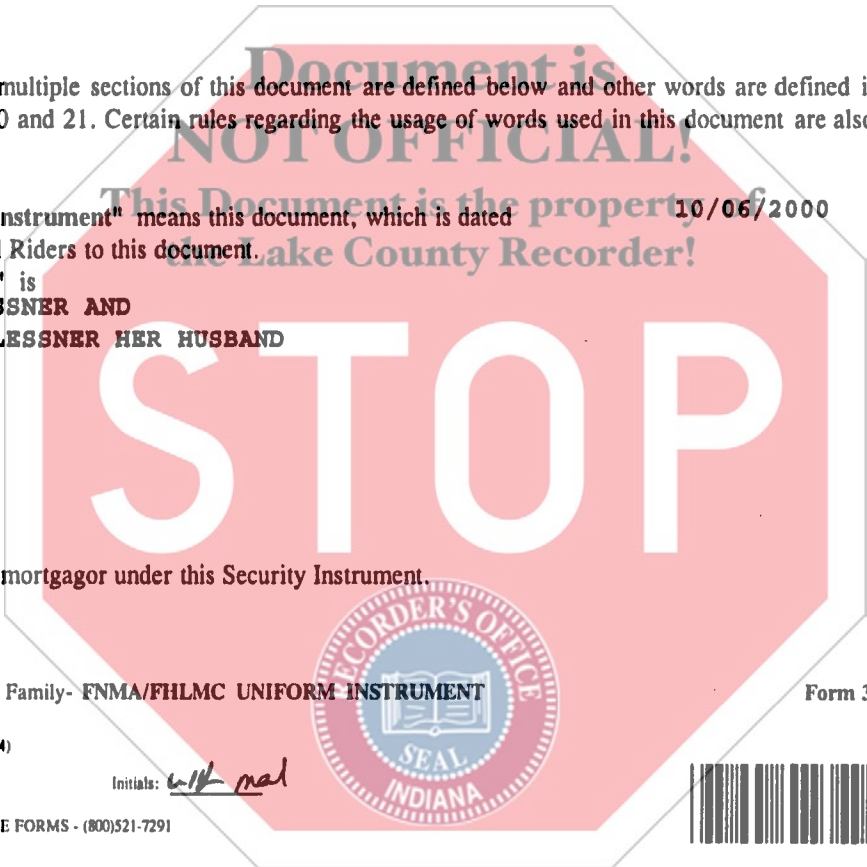 Document is
multiple sections of this document are defined below and other words are defined i
0 and 21. Certain rules regarding the usage of words used in this document are also
NOT OFFICIAL!
This Document is the property of
nstrument" means this document, which is dated 10/06/2000
Riders to this document.
the Lake County Recorder!
" is
SSNER AND
LESSNER HER HUSBAND
STOP
mortgagor under this Security Instrument.
RECORDER'S OFFICE
SEAL
INDIANA
Family- FNMA/FHLMC UNIFORM INSTRUMENT Form 3
Initials:
E FORMS - (800)521-7291